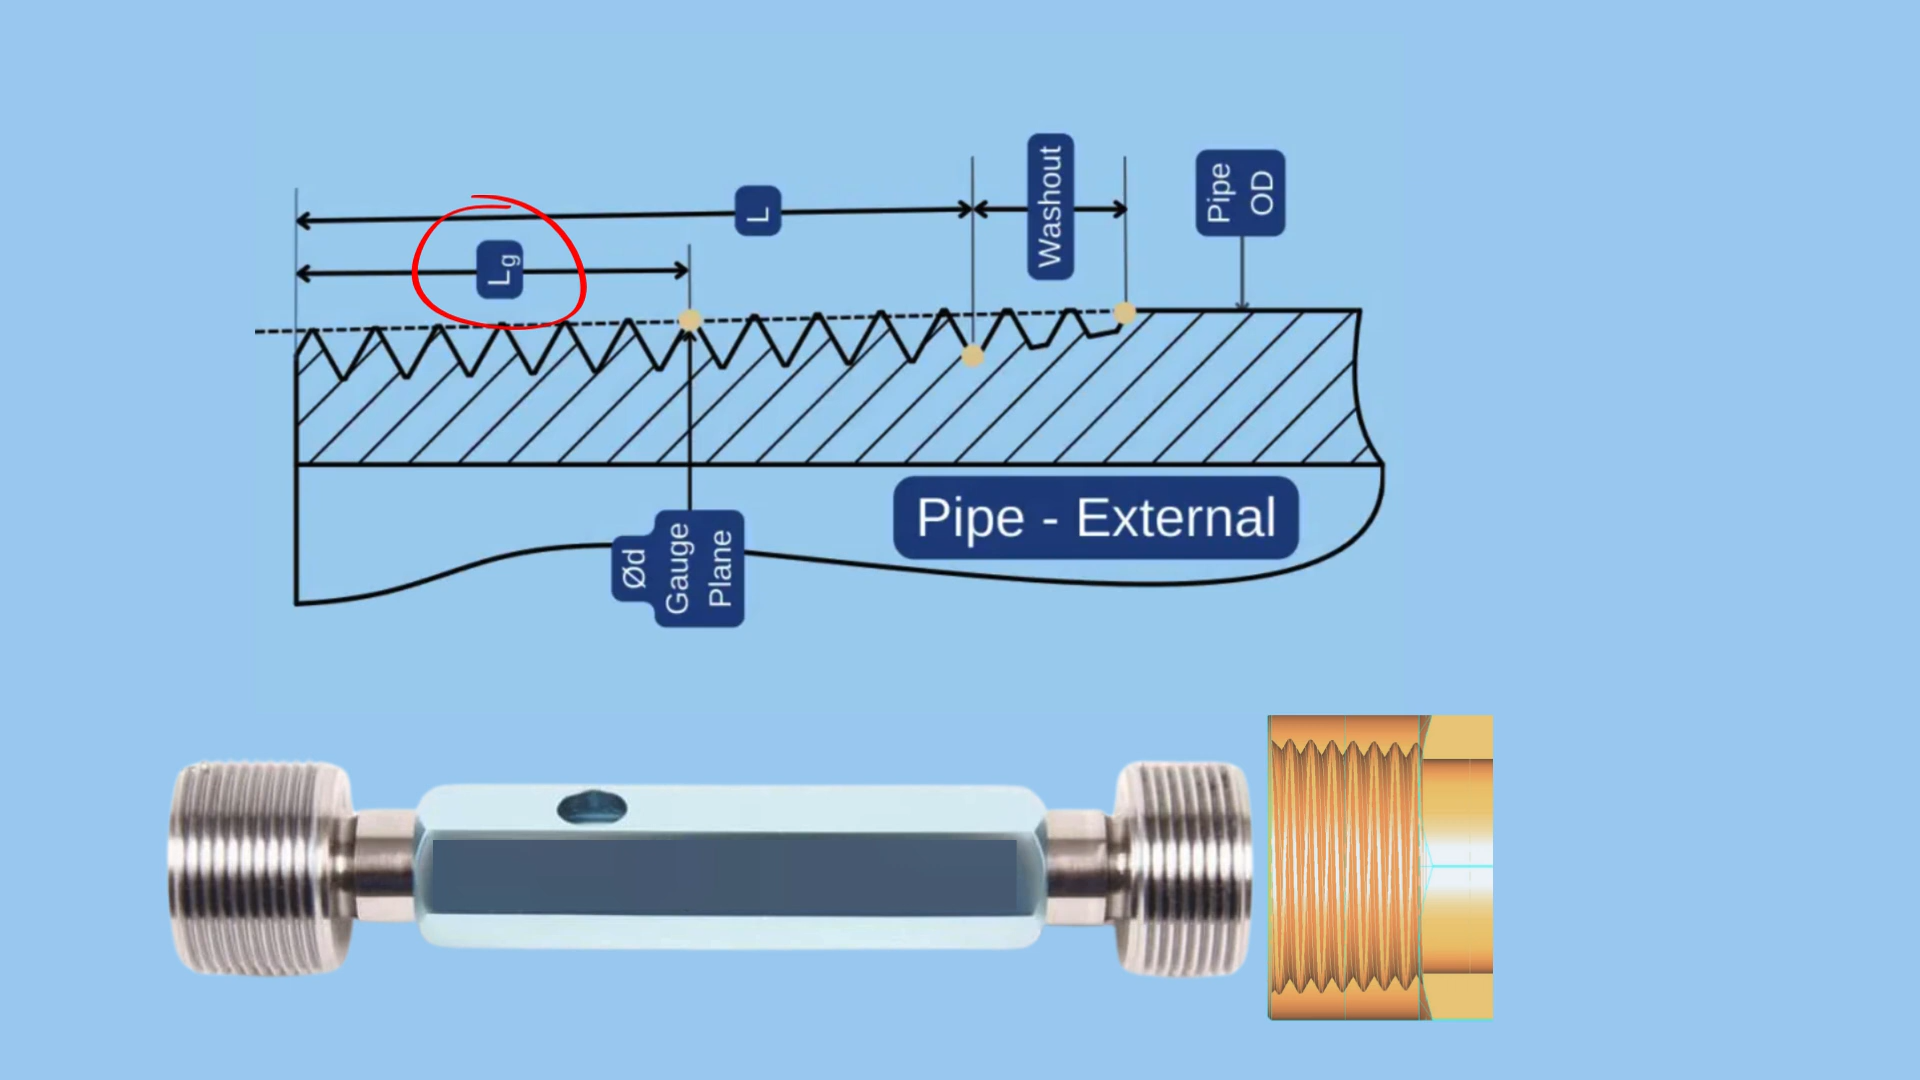 Washout
Pipe
OD
L
Lg
Pipe - External
Ød
Gauge
Plane